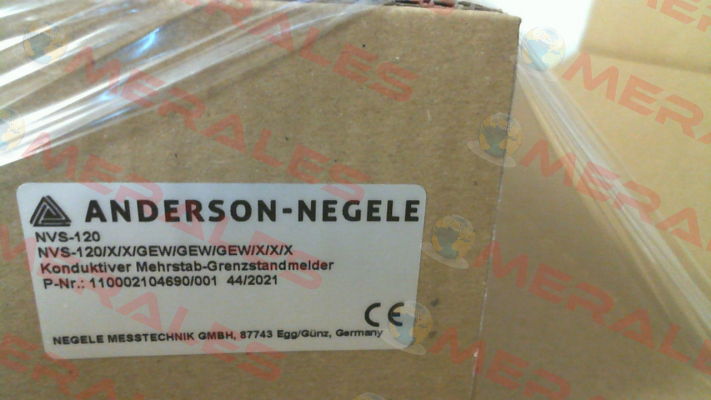 ANDERSON-NEGELE
NVS-120
NVS-120/X/X/GEW/GEW/GEW/X/X/X
Konduktiver Mehrstab-Grenzstandmelder
P-Nr.: 110002104690/001 44/2021
CE
NEGELE MESSTECHNIK GMBH, 87743 Egg/Günz, Germany
MERALES
MERALES
MERALES
MERALES
MERALES